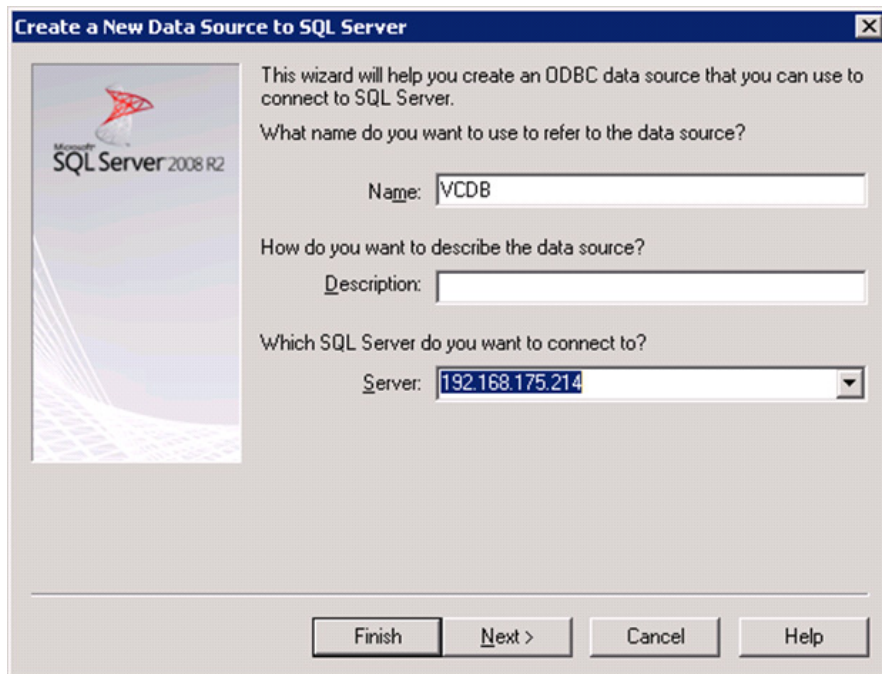 Create a New Data Source to SQL Server
This wizard will help you create an ODBC data source that you can use to
connect to SQL Server.
What name do you want to use to refer to the data source?
Microsoft
SQL Server 2008 R2
Name: VCDB
How do you want to describe the data source?
Description:
Which SQL Server do you want to connect to?
Server: 192.168.175.214
Finish Next > Cancel Help